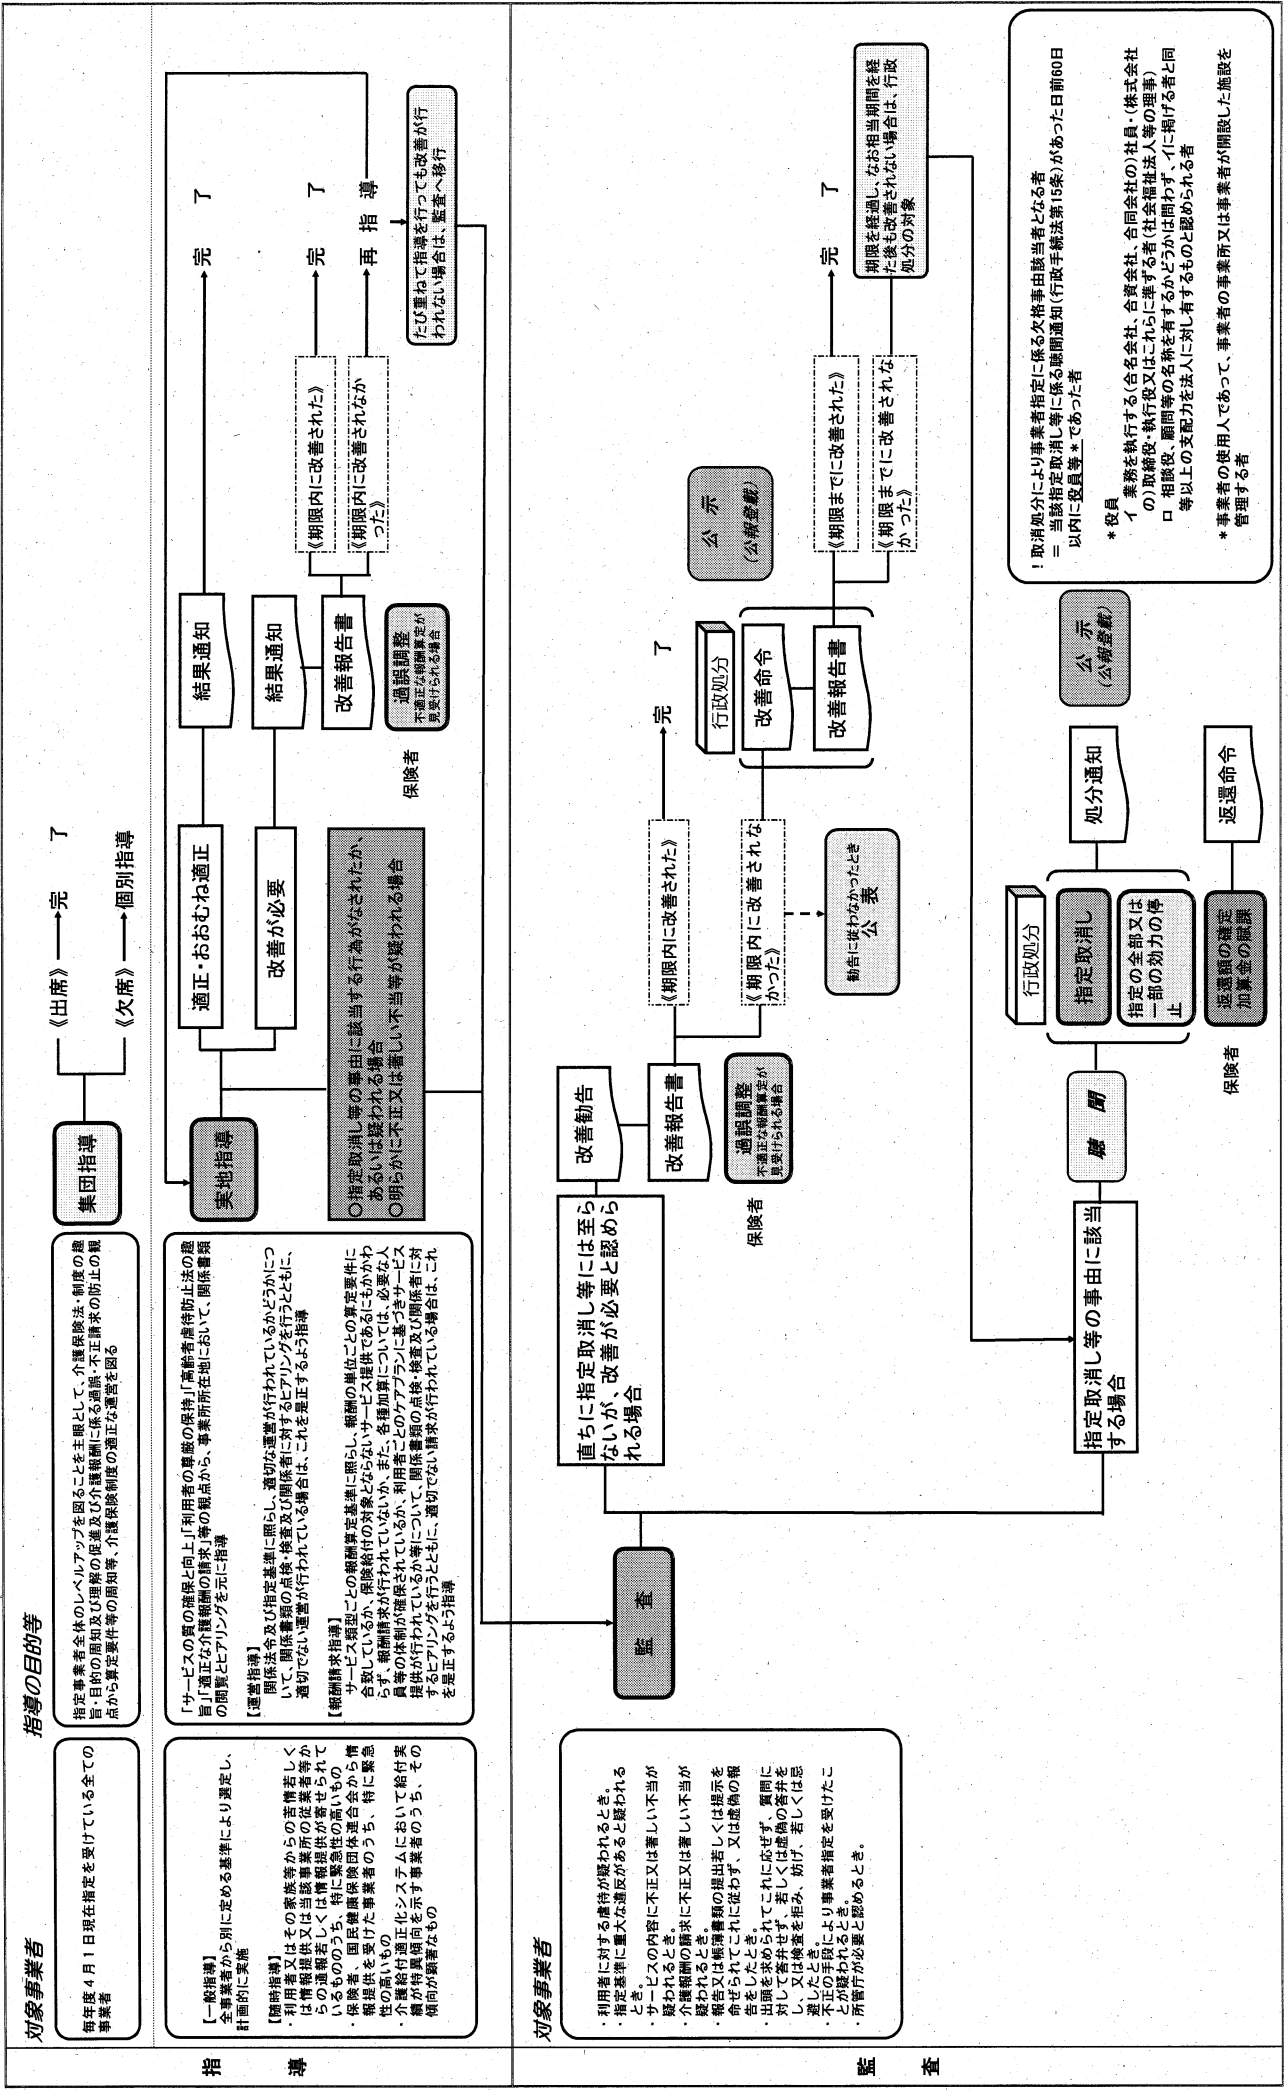 指　導
対象事業者
指導の目的等
毎年度４月１日現在指定を受けている全ての
事業者
指定事業者全体のレベルアップを図ることを主眼として、介護保険法・制度の趣
旨・目的の周知及び理解の促進及び介護報酬に係る過誤・不正請求の防止の観
点から算定要件等の周知等、介護保険制度の適正な運営を図る
集団指導
《出席》
完　了
《欠席》
個別指導
【一般指導】
全事業者から別に定める基準により選定し、
計画的に実施
【随時指導】
・利用者又はその家族等からの苦情若しく
は情報提供又は当該事業所の従業者等か
らの通報若しくは情報提供が寄せられて
いるもののうち、特に緊急性の高いもの
・保険者、国民健康保険団体連合会から情
報提供を受けた事業者のうち、特に緊急
性の高いもの
・介護給付適正化システムにおいて給付実
績が特異傾向を示す事業者のうち、その
傾向が顕著なもの
「サービスの質の確保と向上」「利用者の尊厳の保持」「高齢者虐待防止法の趣
旨」「適正な介護報酬の請求」等の観点から、事業所所在地において、関係書類
の閲覧とヒアリングを元に指導
【運営指導】
関係法令及び指定基準に照らし、適切な運営が行われているかどうかにつ
いて、関係書類の点検・検査及び関係者に対するヒアリングを行うとともに、
適切でない運営が行われている場合は、これを是正するよう指導
【報酬請求指導】
サービス類型ごとの報酬算定基準に照らし、報酬の単位ごとの算定要件に
合致しているか、保険給付の対象とならないサービス提供であるにもかかわ
らず、報酬請求が行われていないか、また、各種加算については、必要な人
員等の体制が確保されているか、利用者ごとのケアプランに基づきサービス
提供が行われているか等について、関係書類の点検・検査及び関係者に対
するヒアリングを行うとともに、適切でない請求が行われている場合は、これ
を是正するよう指導
実地指導
適正・おおむね適正
結果通知
完　了
改善が必要
結果通知
改善報告書
《期限内に改善された》
完　了
《期限内に改善されなか
った》
再　指　導
保険者
過誤調整
不適正な報酬算定が
見受けられる場合
たび重ねて指導を行っても改善が行
われない場合は、監査へ移行
○指定取消し等の事由に該当する行為がなされたか、
あるいは疑われる場合
○明らかに不正又は著しい不当等が疑われる場合
監　査
対象事業者
・利用者に対する虐待が疑われるとき。
・指定基準に重大な違反があると疑われる
とき。
・サービスの内容に不正又は著しい不当が
疑われるとき。
・介護報酬の請求に不正又は著しい不当が
疑われるとき。
・報告又は帳簿書類の提出若しくは提示を
命ぜられてこれに従わず、又は虚偽の報
告をしたとき。
・出頭を求められてこれに応ぜず、質問に
対して答弁せず、若しくは虚偽の答弁を
し、又は検査を拒み、妨げ、若しくは忌
避したとき。
・不正の手段により事業者指定を受けたこ
とが疑われるとき。
・所管庁が必要と認めるとき。
監　査
直ちに指定取消し等には至ら
ないが、改善が必要と認めら
れる場合
改善勧告
改善報告書
保険者
過誤調整
不適正な報酬算定が
見受けられる場合
《期限内に改善された》
完　了
《期限内に改善されな
かった》
勧告に従わなかったとき
公　表
行政処分
改善命令
改善報告書
公　示
（公報登載）
《期限までに改善された》
完　了
《期限までに改善されな
かった》
期限を経過し、なお相当期間を経
た後も改善されない場合は、行政
処分の対象
指定取消し等の事由に該当
する場合
聴　聞
行政処分
指定取消し
指定の全部又は
一部の効力の停
止
処分通知
公　示
（公報登載）
保険者
返還額の確定
加算金の賦課
返還命令
！取消処分により事業者指定に係る欠格事由該当者となる者
＝　当該指定取消し等に係る聴聞通知（行政手続法第15条）があった日前60日
以内に役員等＊であった者
＊役員
イ　業務を執行する（合名会社、合資会社、合同会社の）社員・（株式会社
の）取締役・執行役又はこれらに準ずる者（社会福祉法人等の理事）
ロ　相談役、顧問等の名称を有するかどうかは問わず、イに掲げる者と同
等以上の支配力を法人に対し有するものと認められる者
＊事業者の使用人であって、事業者の事業所又は事業者が開設した施設を
管理する者